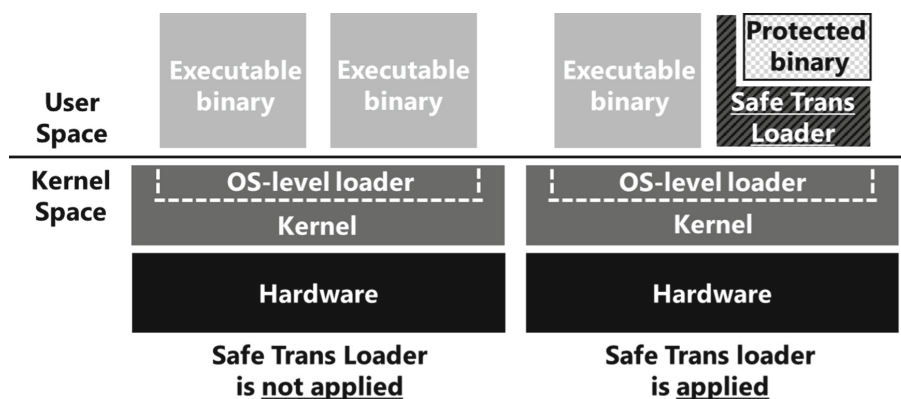 Executable
binary
Executable
binary
Executable
binary
Protected
binary
User
Space
Safe Trans
Loader
Kernel
Space
OS-level loader
Kernel
OS-level loader
Kernel
Hardware
Hardware
Safe Trans Loader
is not applied
Safe Trans loader
is applied